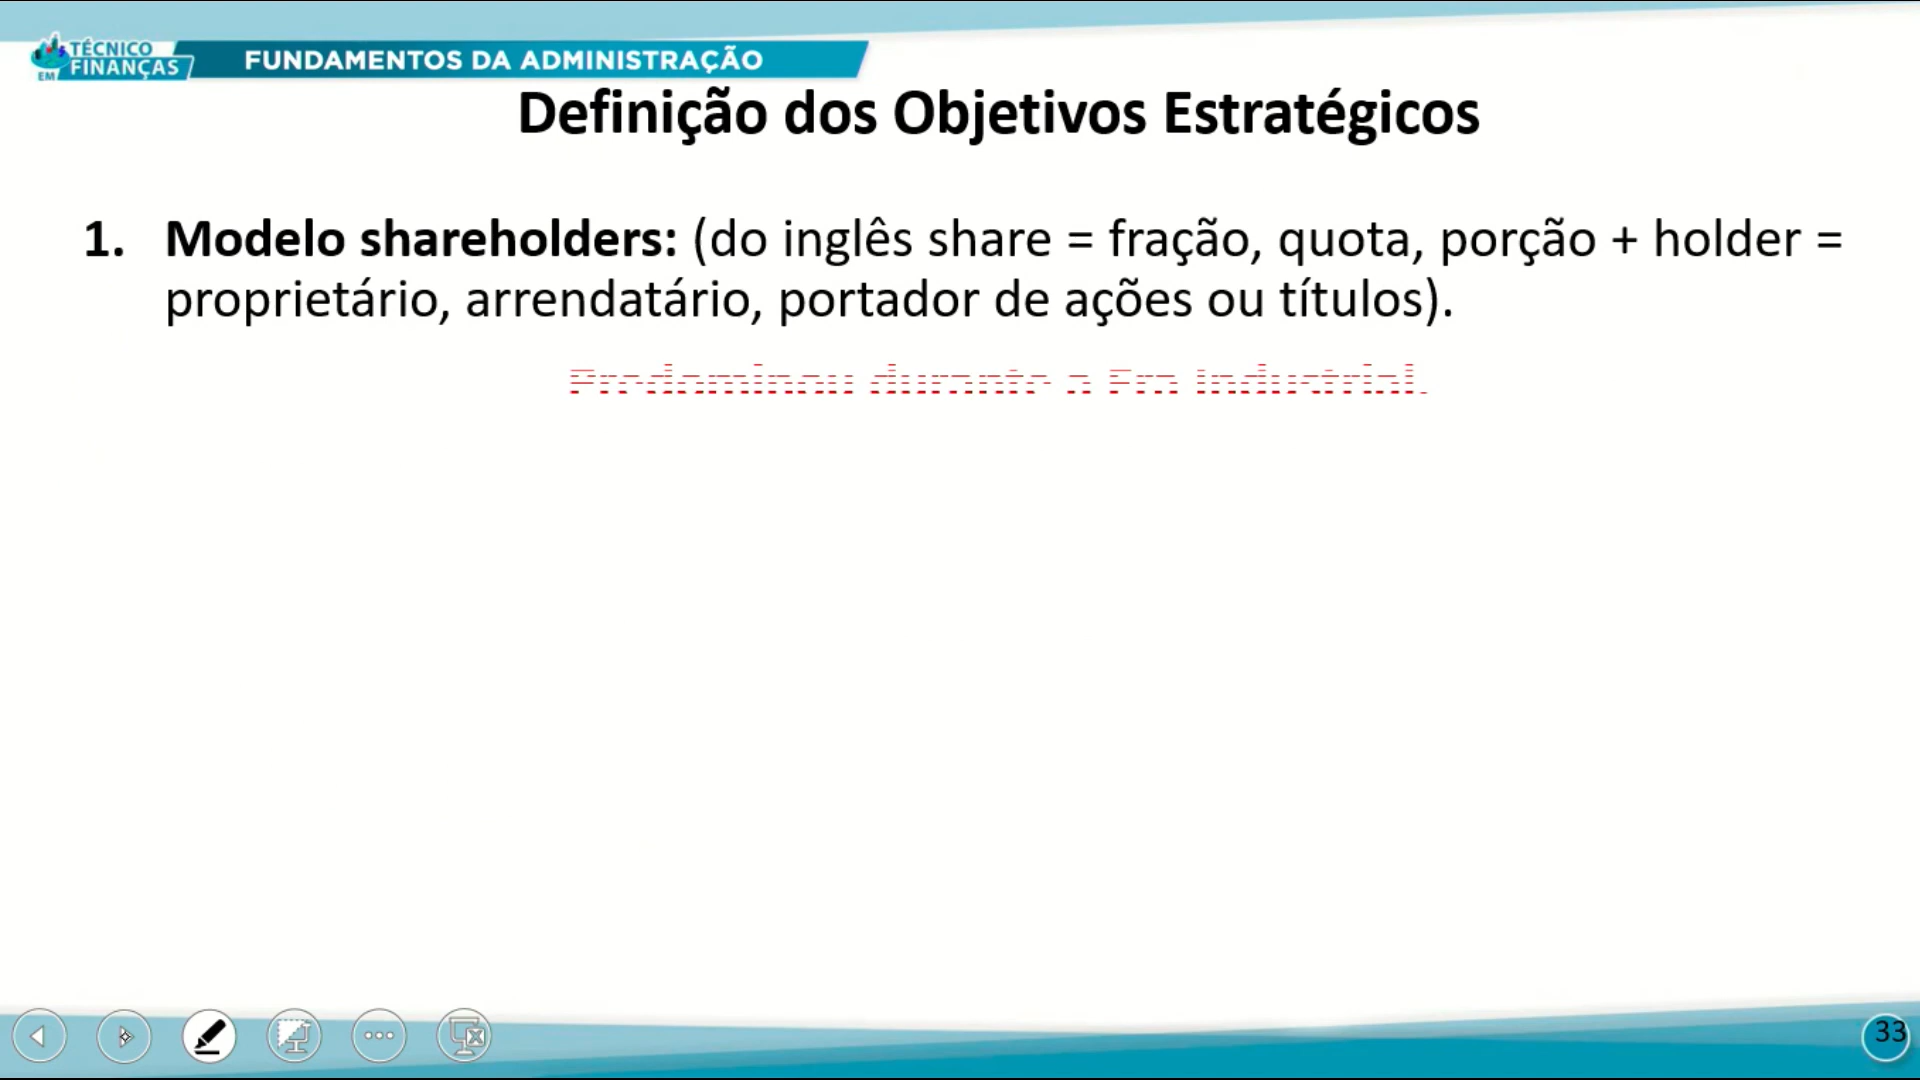 TÉCNICO
EM FINANÇAS
FUNDAMENTOS DA ADMINISTRAÇÃO
Definição dos Objetivos Estratégicos
1. Modelo shareholders: (do inglês share = fração, quota, porção + holder =
proprietário, arrendatário, portador de ações ou títulos).
Predominou durante a Era Industrial.
33